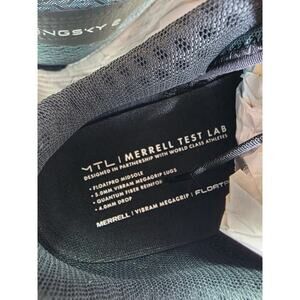 NGSKY 2
MTL | MERRELL TEST LAB
DESIGNED IN PARTNERSHIP WITH WORLD CLASS ATHLETES
• FLOATPRO MIDSOLE
• 5.0MM VIBRAM MEGAGRIP LUGS
• QUANTUM FIBER REINFO
• 4.0MM DROP
MERRELL | VIBRAM MEGAGRIP | FLOATP